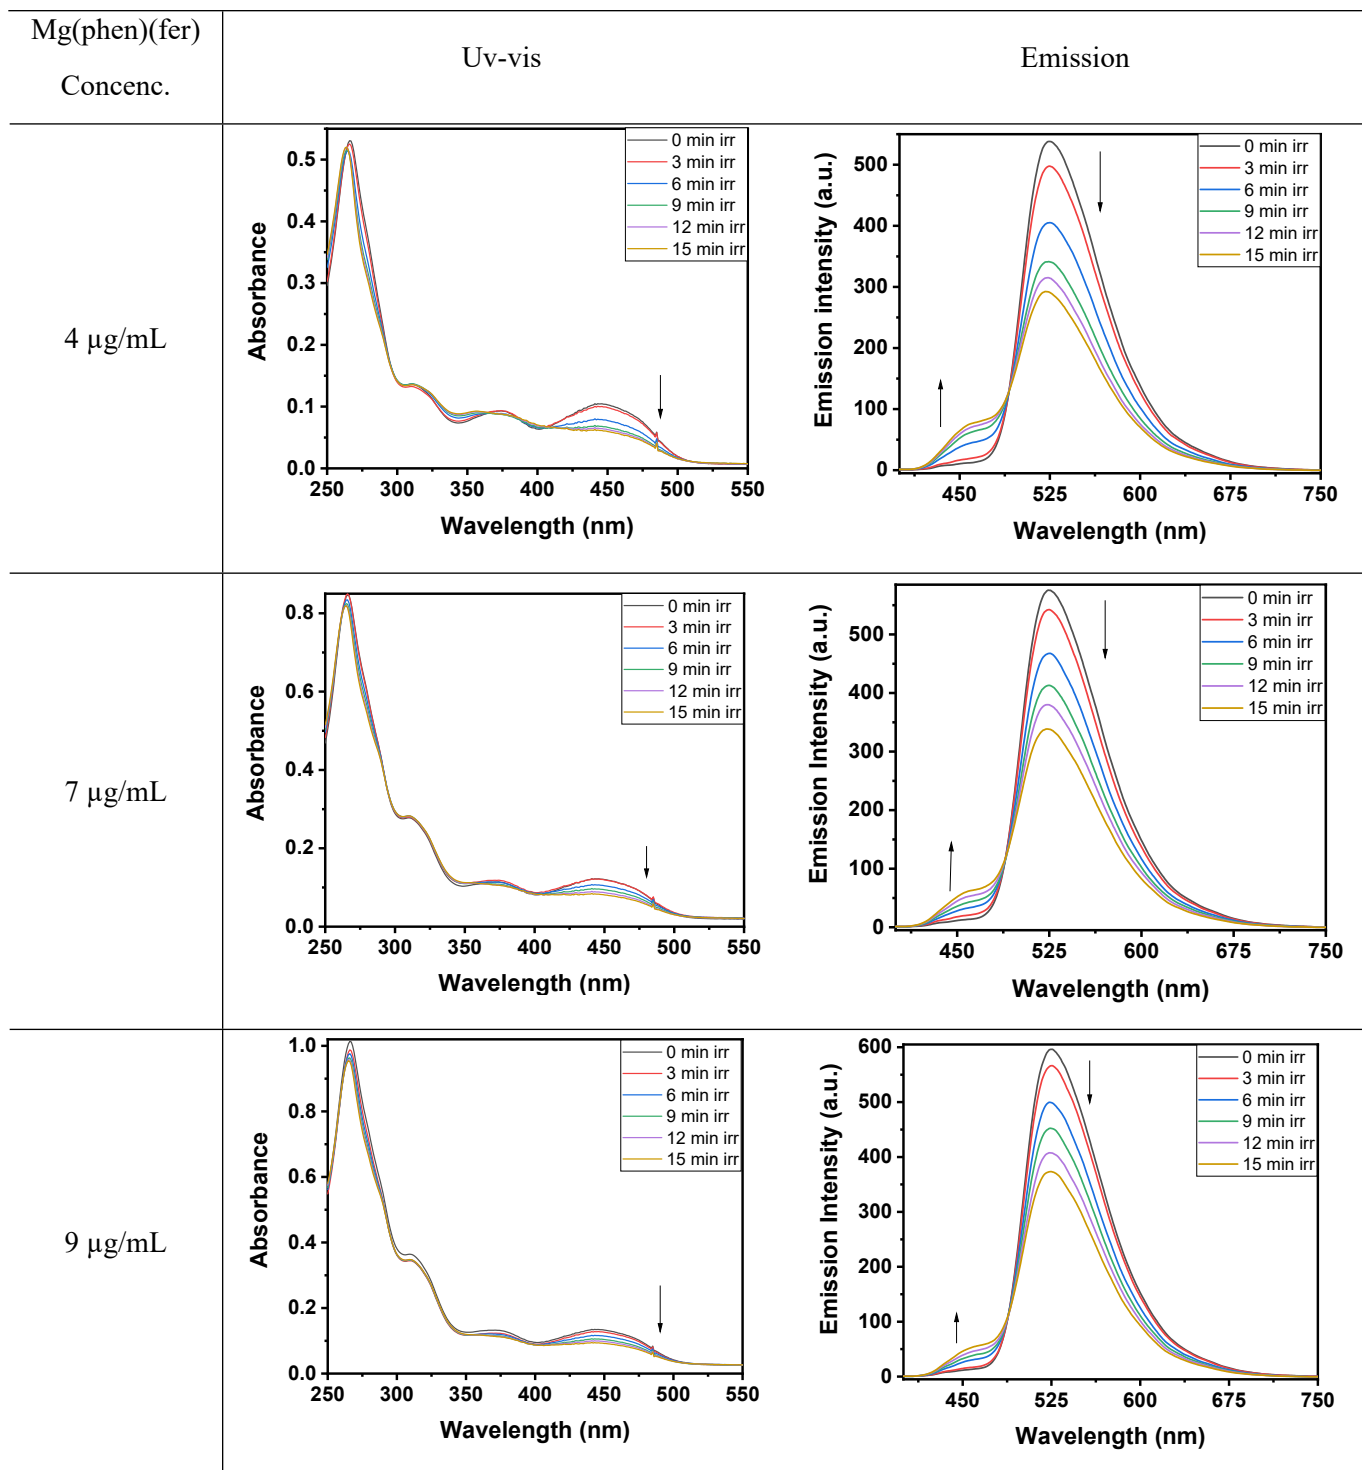 Mg(phen)(fer)
Concenc.
Uv-vis
Emission
4 µg/mL
Absorbance
0.5
0.4
0.3
0.2
0.1
0.0
250 300 350 400 450 500 550
Wavelength (nm)
0 min irr
3 min irr
6 min irr
9 min irr
12 min irr
15 min irr
Emission intensity (a.u.)
500
400
300
200
100
0
450 525 600 675 750
Wavelength (nm)
0 min irr
3 min irr
6 min irr
9 min irr
12 min irr
15 min irr
7 µg/mL
Absorbance
0.8
0.6
0.4
0.2
0.0
250 300 350 400 450 500 550
Wavelength (nm)
0 min irr
3 min irr
6 min irr
9 min irr
12 min irr
15 min irr
Emission Intensity (a.u.)
500
400
300
200
100
0
450 525 600 675 750
Wavelength (nm)
0 min irr
3 min irr
6 min irr
9 min irr
12 min irr
15 min irr
9 µg/mL
Absorbance
1.0
0.8
0.6
0.4
0.2
0.0
250 300 350 400 450 500 550
Wavelength (nm)
0 min irr
3 min irr
6 min irr
9 min irr
12 min irr
15 min irr
Emission Intensity (a.u.)
600
500
400
300
200
100
0
450 525 600 675 750
Wavelength (nm)
0 min irr
3 min irr
6 min irr
9 min irr
12 min irr
15 min irr